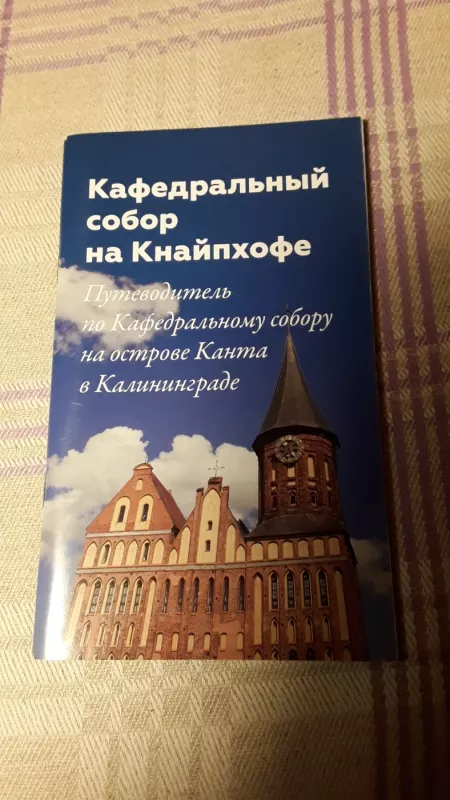 Кафедральный
собор
на Кнайпхофе
Путеводитель
по Кафедральному собору
на острове Канта
в Калининграде